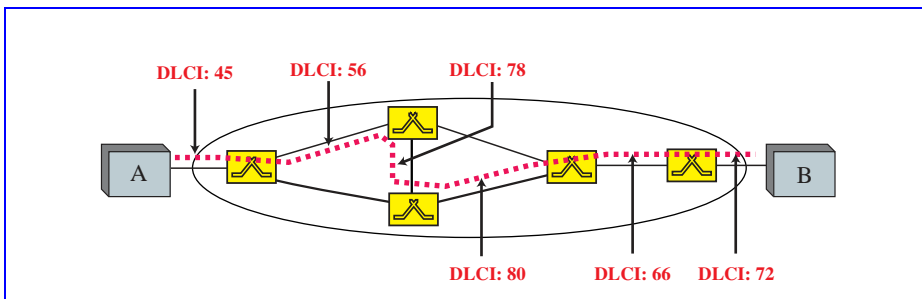 DLCI: 45
DLCI: 56
DLCI: 78
A
B
DLCI: 80
DLCI: 66
DLCI: 72